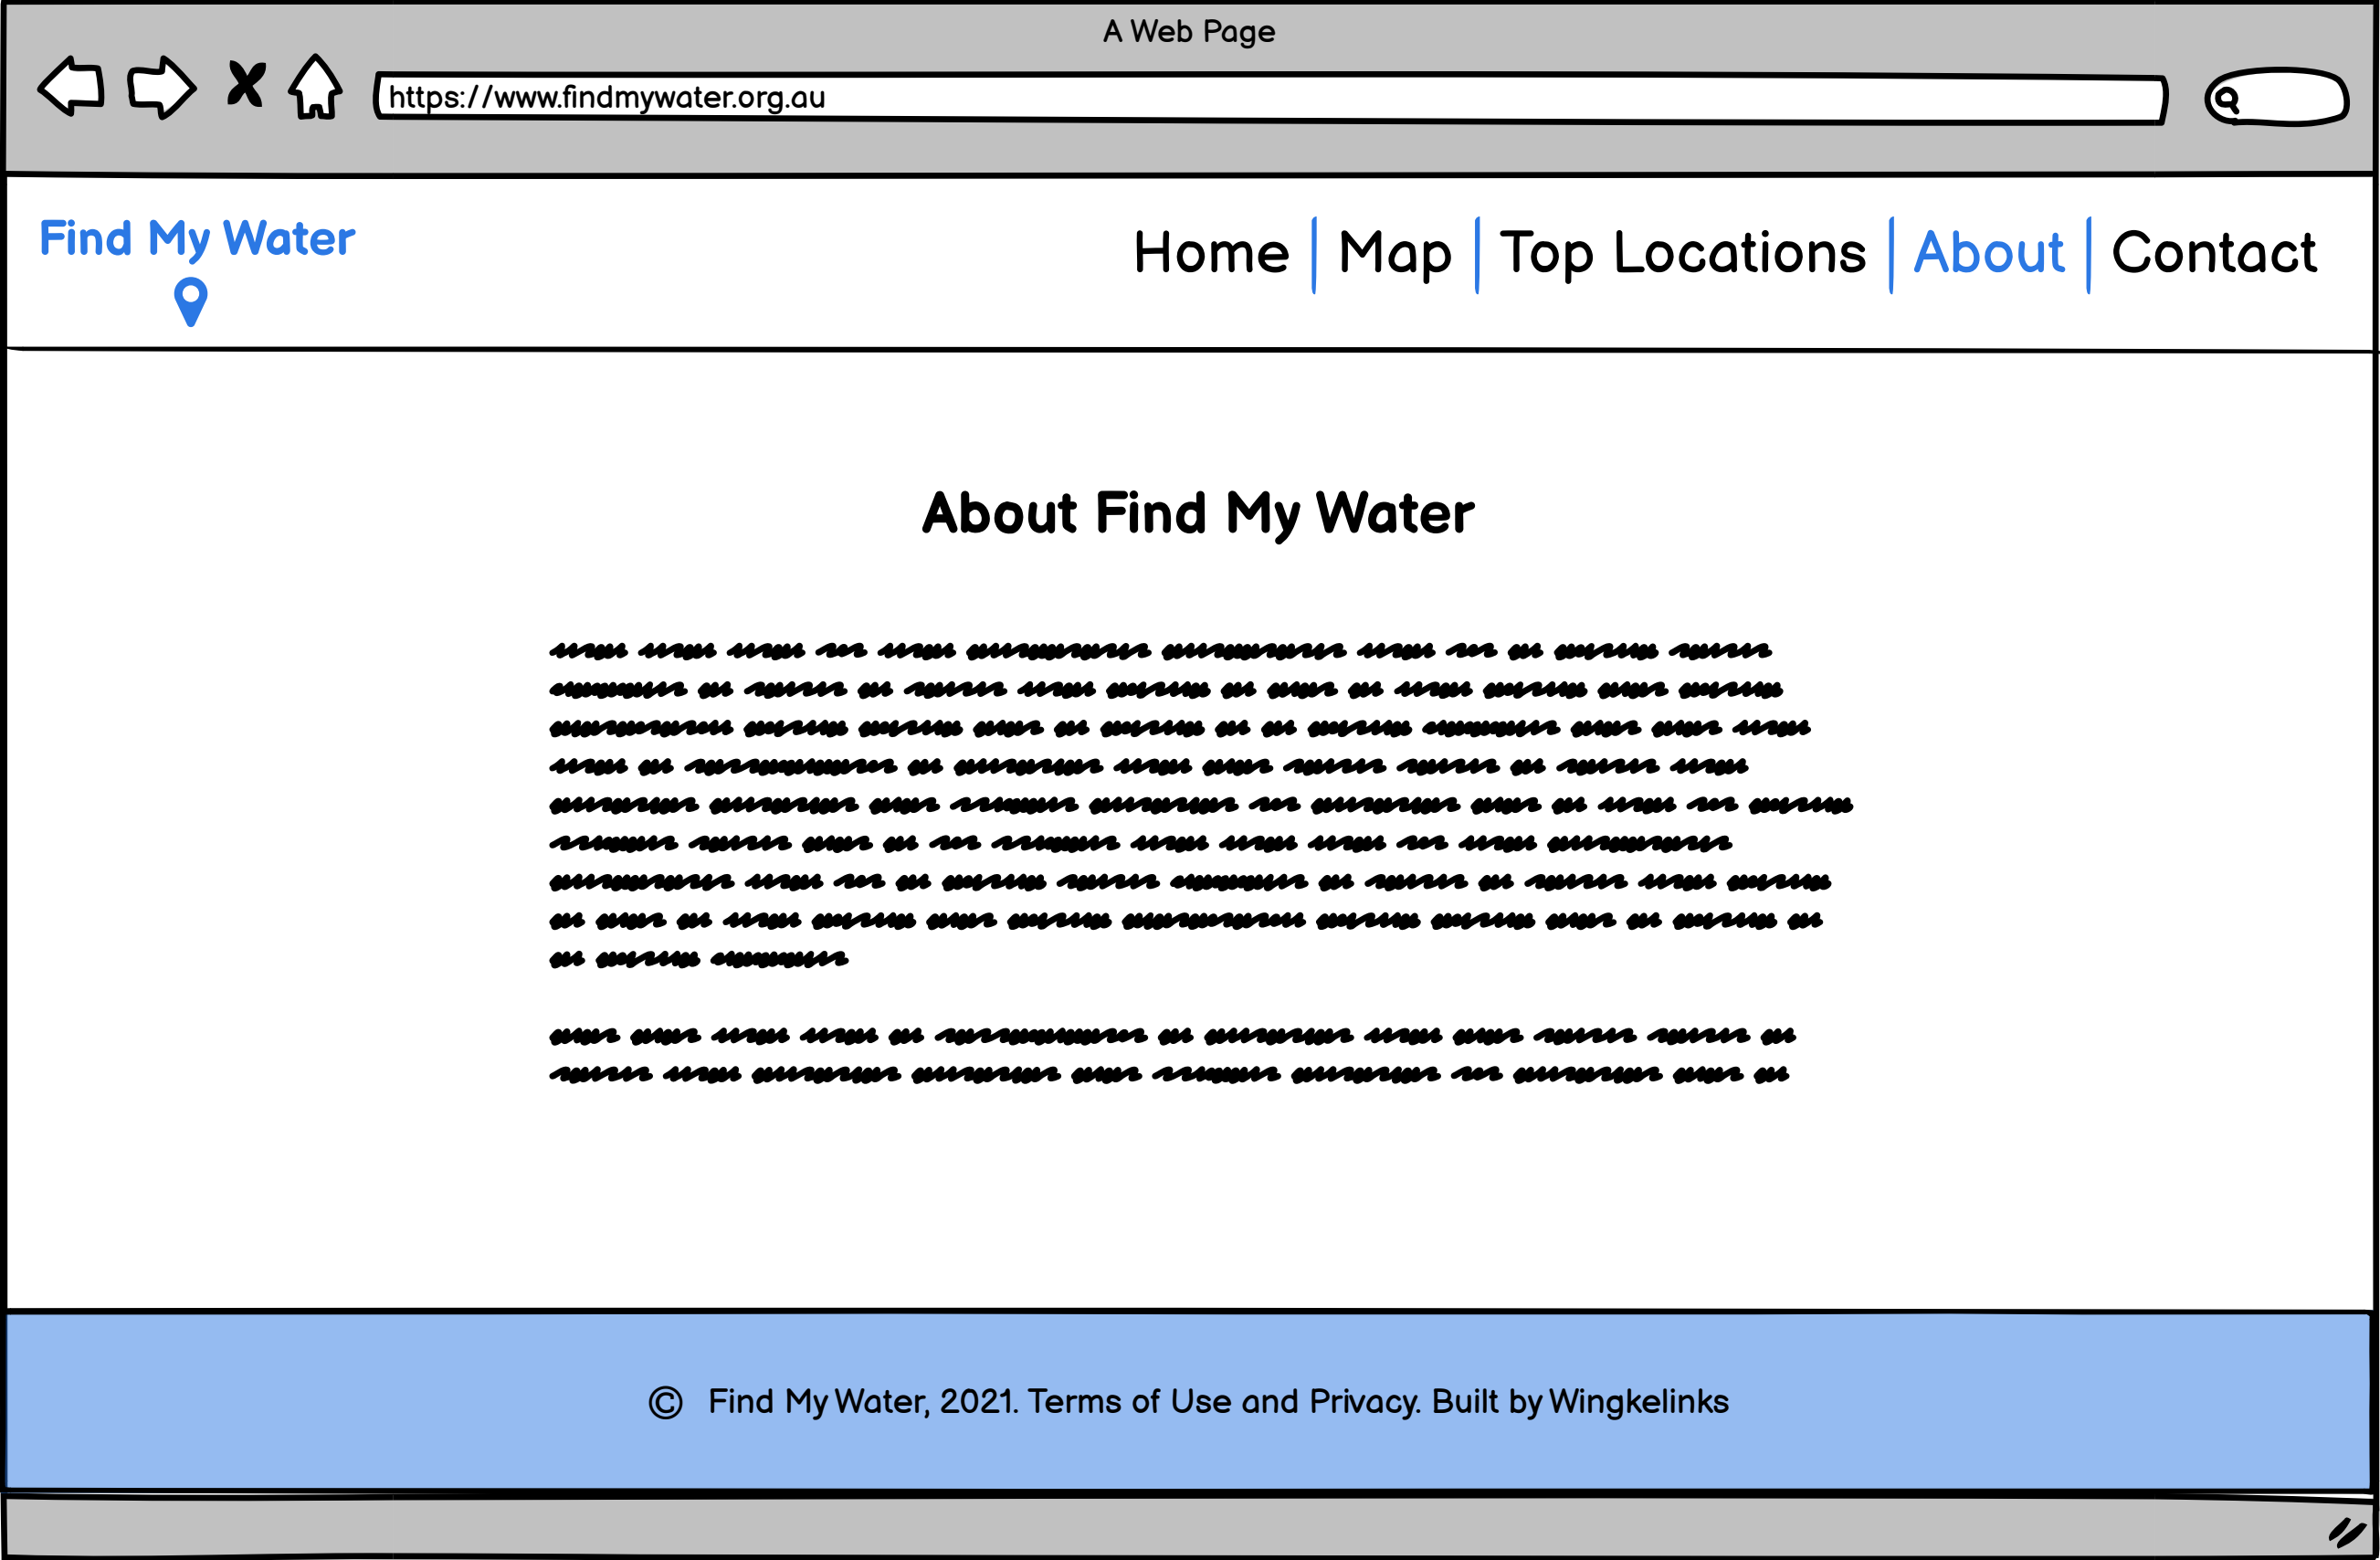 A Web Page
https://www.findmywater.org.au
Find My Water
Home | Map | Top Locations | About | Contact
About Find My Water
© Find My Water, 2021. Terms of Use and Privacy. Built by Wingkelinks